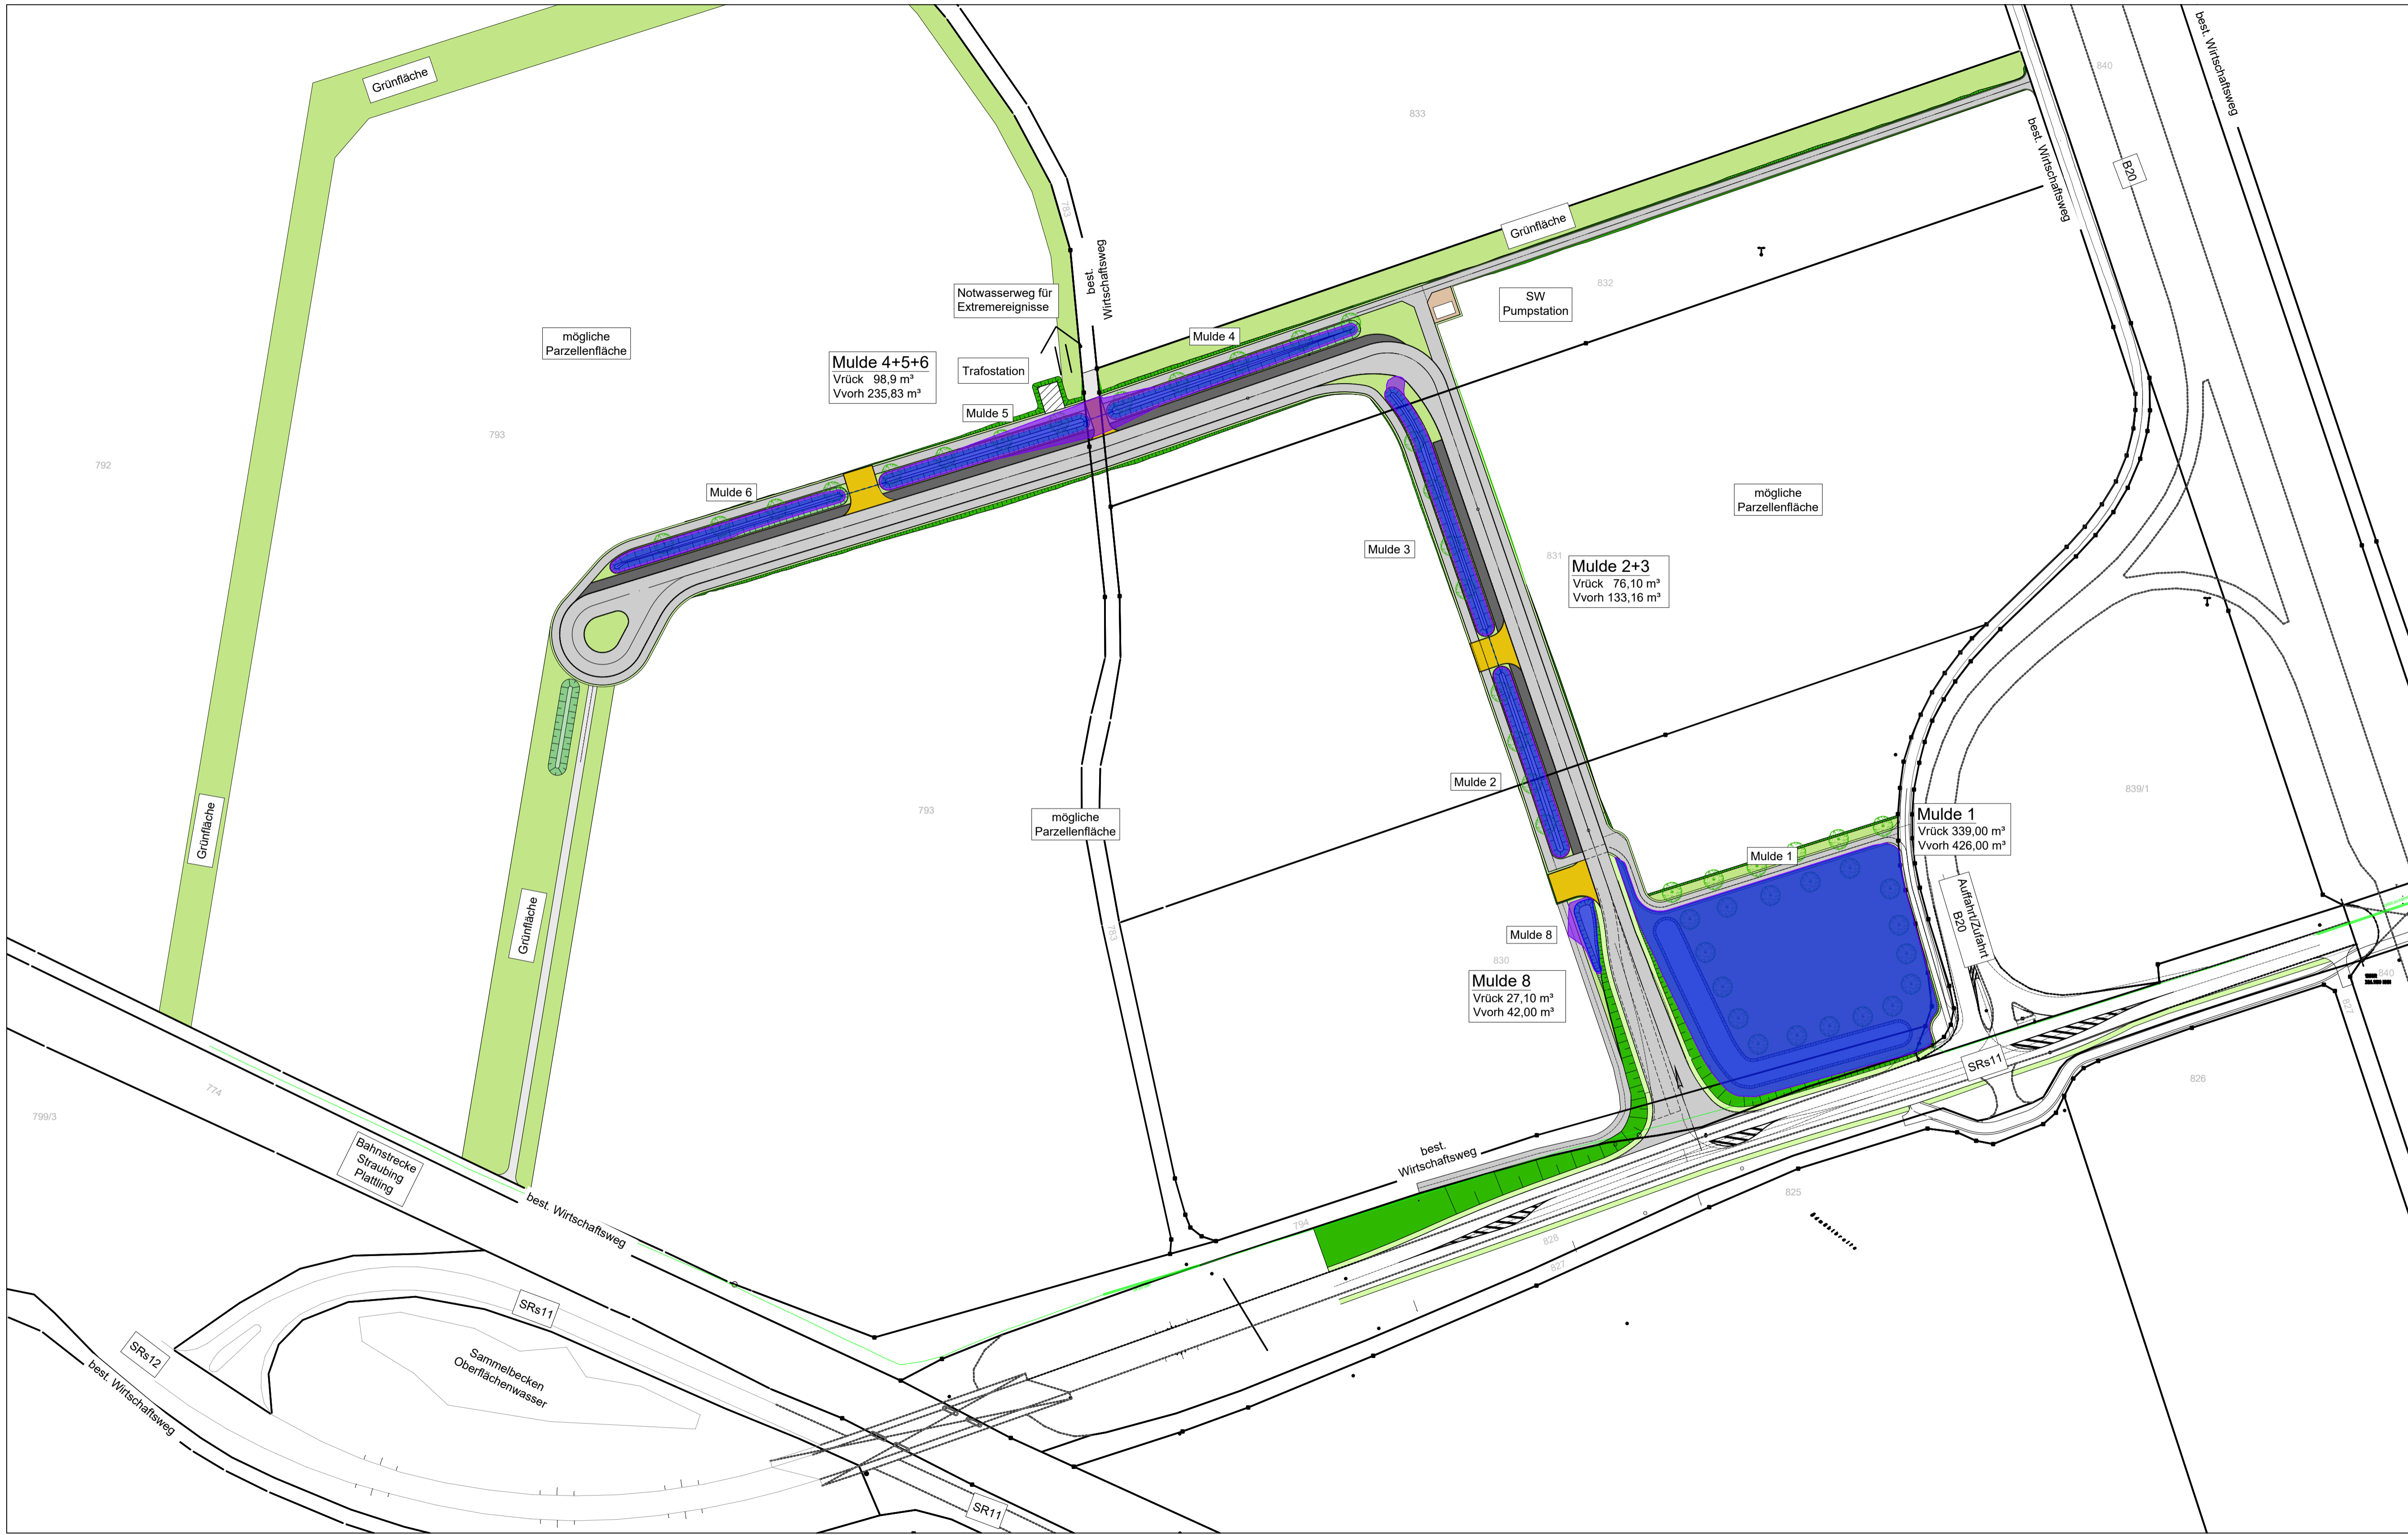 Grünfläche
833
840
best. Wirtschaftsweg
B20
best. Wirtschaftsweg
783
Grünfläche
best.
Wirtschaftsweg
Notwasserweg für
Extremereignisse
832
SW
Pumpstation
mögliche
Parzellenfläche
Mulde 4
Mulde 4+5+6
Vrück 98,9 m³
Vvorh 235,83 m³
Trafostation
Mulde 5
793
792
Mulde 6
mögliche
Parzellenfläche
Mulde 3
831
Mulde 2+3
Vrück 76,10 m³
Vvorh 133,16 m³
Mulde 2
839/1
793
mögliche
Parzellenfläche
Mulde 1
Vrück 339,00 m³
Vvorh 426,00 m³
Mulde 1
Grünfläche
Grünfläche
783
Mulde 8
830
Mulde 8
Vrück 27,10 m³
Vvorh 42,00 m³
Auffahrt/Zufahrt
B20
840
827
SRs11
826
774
799/3
Bahnstrecke
Straubing
Plattling
best.
Wirtschaftsweg
best. Wirtschaftsweg
825
794
828
827
SRs11
SRs12
Sammelbecken
Oberflächenwasser
best. Wirtschaftsweg
SR11